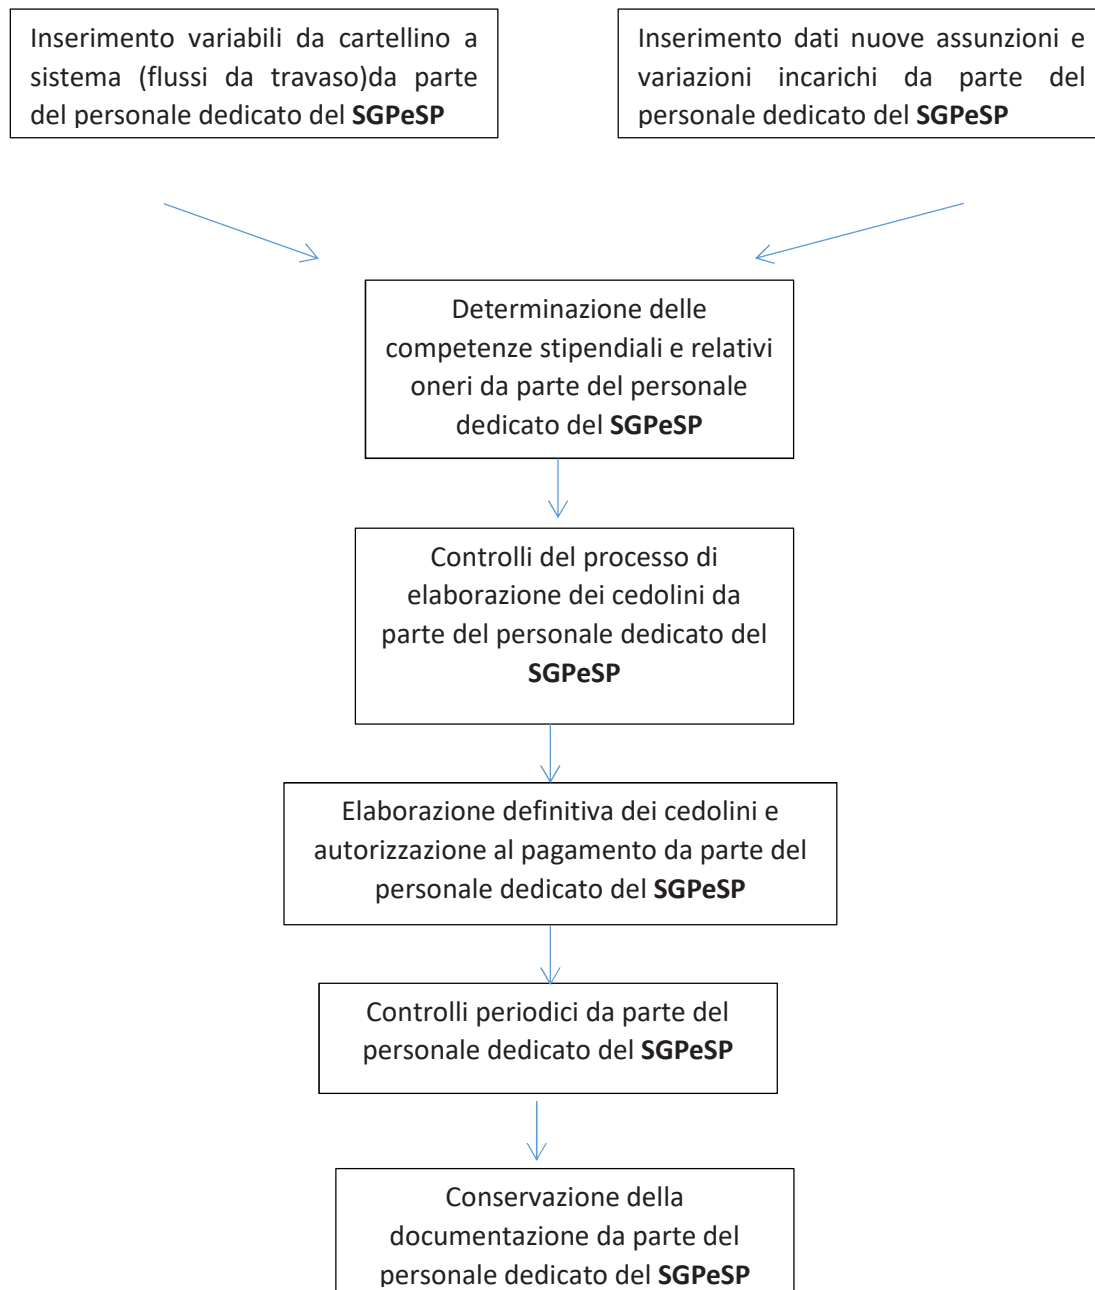 Inserimento variabili da cartellino a
sistema (flussi da travaso)da parte
del personale dedicato del SGPeSP
Inserimento dati nuove assunzioni e
variazioni incarichi da parte del
personale dedicato del SGPeSP
Determinazione delle
competenze stipendiali e relativi
oneri da parte del personale
dedicato del SGPeSP
Controlli del processo di
elaborazione dei cedolini da
parte del personale dedicato del
SGPeSP
Elaborazione definitiva dei cedolini e
autorizzazione al pagamento da parte del
personale dedicato del SGPeSP
Controlli periodici da parte del
personale dedicato del SGPeSP
Conservazione della
documentazione da parte del
personale dedicato del SGPeSP